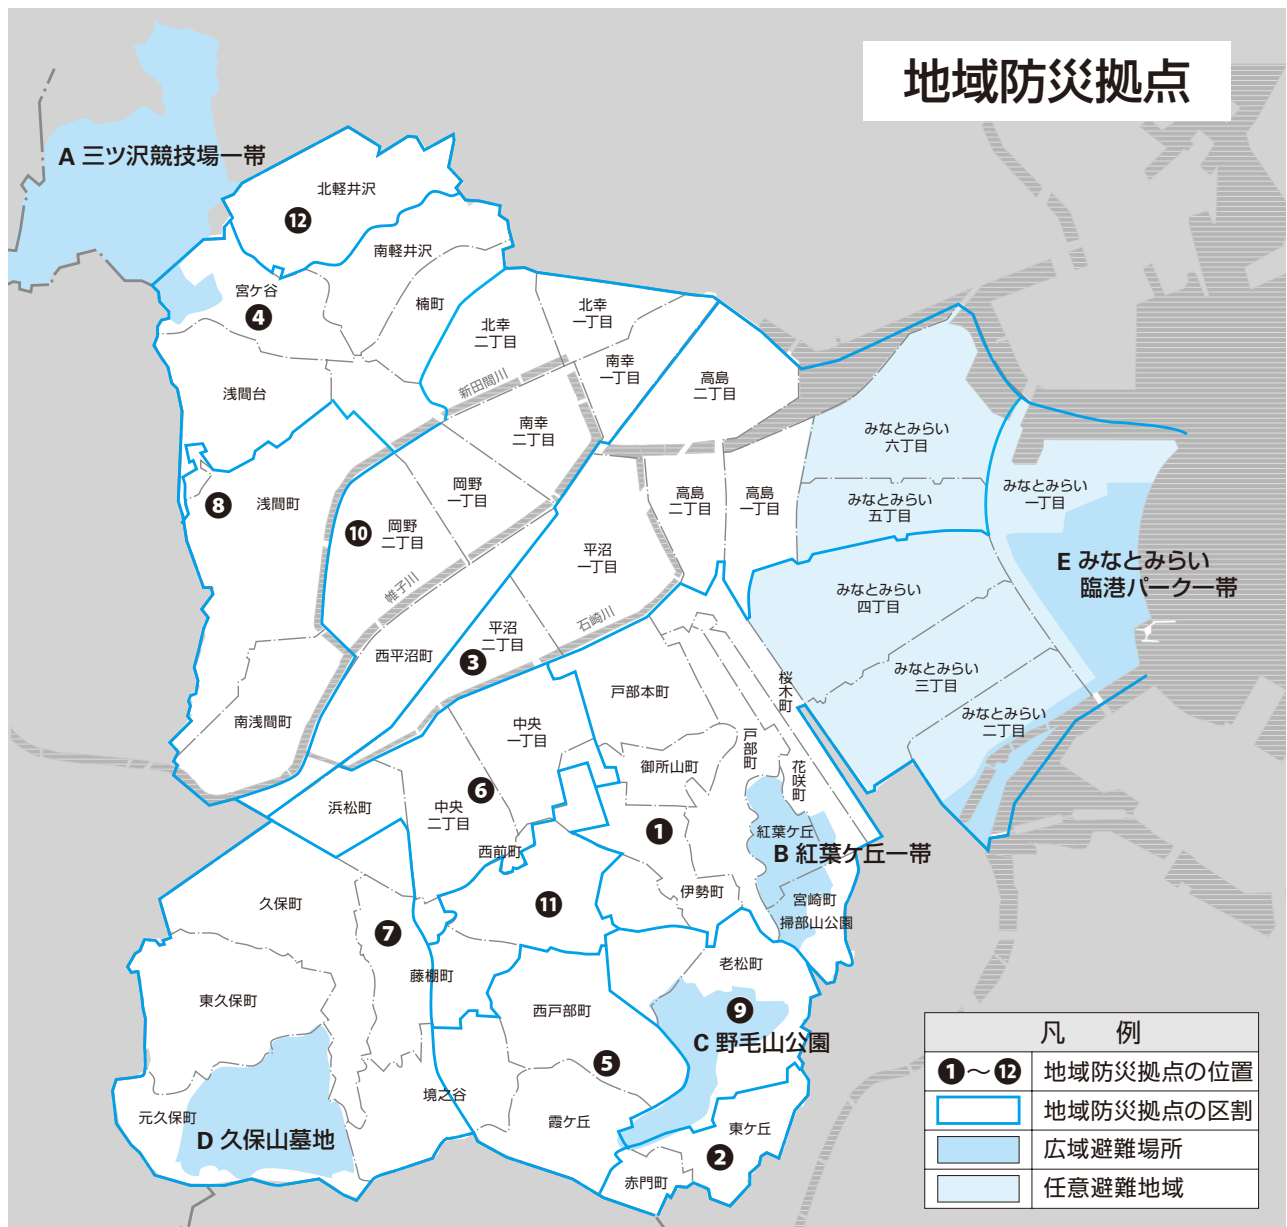 地域防災拠点
A 三ツ沢競技場一帯
北軽井沢
⓬
南軽井沢
宮ケ谷
❹
楠町
北幸
一丁目
北幸
二丁目
南幸
一丁目
新田間川
高島
二丁目
浅間台
南幸
二丁目
みなとみらい
六丁目
岡野
一丁目
高島
二丁目
高島
一丁目
みなとみらい
五丁目
みなとみらい
一丁目
❽
浅間町
❿
岡野
二丁目
平沼
一丁目
E みなとみらい
臨港パーク一帯
帷子川
みなとみらい
四丁目
石崎川
平沼
二丁目
❸
西平沼町
みなとみらい
三丁目
戸部本町
桜木町
南浅間町
中央
一丁目
みなとみらい
二丁目
戸部町
御所山町
花咲町
浜松町
中央
二丁目
❻
❶
紅葉ケ丘
西前町
B 紅葉ケ丘一帯
伊勢町
宮崎町
掃部山公園
久保町
⓫
❼
藤棚町
老松町
東久保町
西戸部町
❾
C 野毛山公園
❺
境之谷
元久保町
D 久保山墓地
霞ケ丘
東ケ丘
❷
赤門町
凡 例
❶〜⓬ 地域防災拠点の位置
地域防災拠点の区割
広域避難場所
任意避難地域